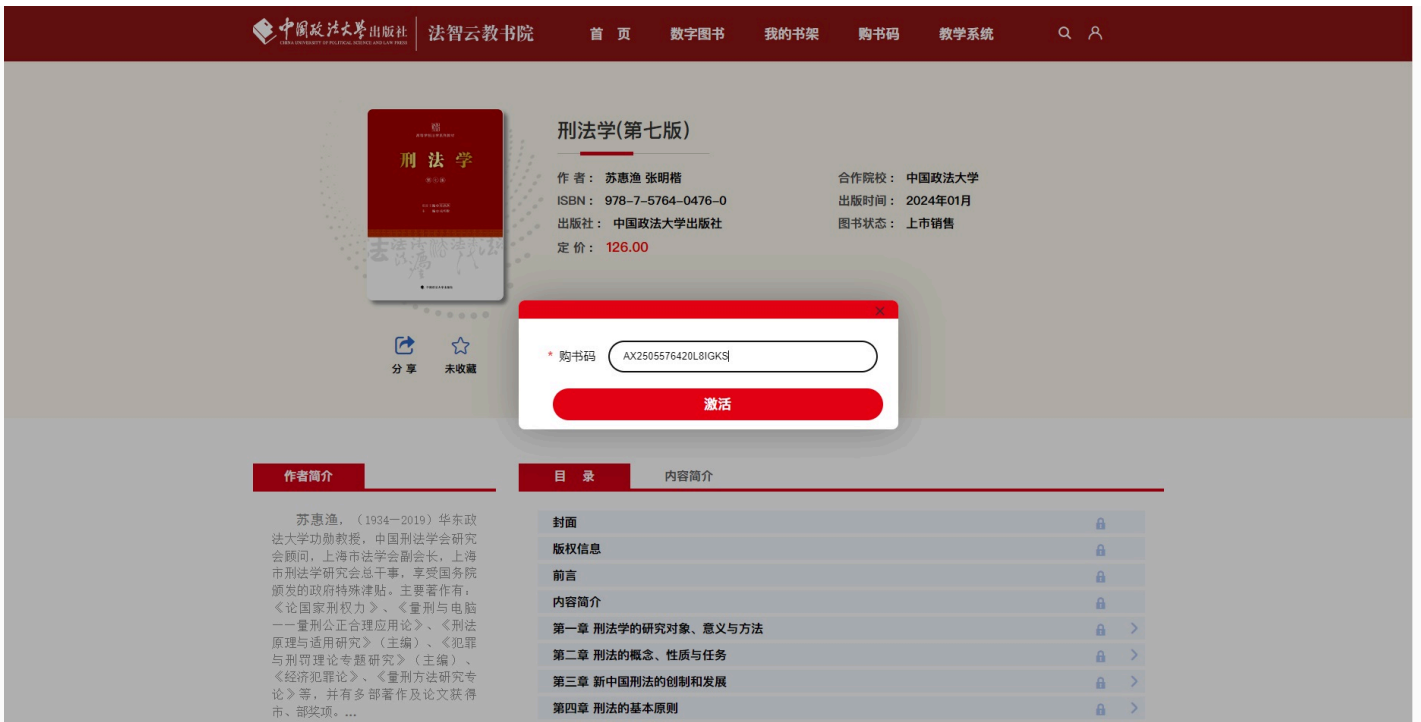 中国政法大学出版社 法智云教书院 首 页 数字图书 我的书架 购书码 教学系统
CHINA UNIVERSITY OF POLITICAL SCIENCE AND LAW PRESS
刑法学
刑法学(第七版)
作 者： 苏惠渔 张明楷 合作院校： 中国政法大学
ISBN： 978-7-5764-0476-0 出版时间： 2024年01月
出版社： 中国政法大学出版社 图书状态： 上市销售
定 价： 126.00
* 购书码 AX2505576420L8IGKS
激活
分 享 未收藏
作者简介
苏惠渔，（1934—2019）华东政
法大学功勋教授，中国刑法学会研究
会顾问，上海市法学会副会长，上海
市刑法学研究会总干事，享受国务院
颁发的政府特殊津贴。主要著作有：
《论国家刑权力》、《量刑与电脑
——量刑公正合理应用论》、《刑法
原理与适用研究》（主编）、《犯罪
与刑罚理论专题研究》（主编）、
《经济犯罪论》、《量刑方法研究专
论》等，并有多部著作及论文获得
市、部奖项。...
目 录 内容简介
封面
版权信息
前言
内容简介
第一章 刑法学的研究对象、意义与方法
第二章 刑法的概念、性质与任务
第三章 新中国刑法的创制和发展
第四章 刑法的基本原则